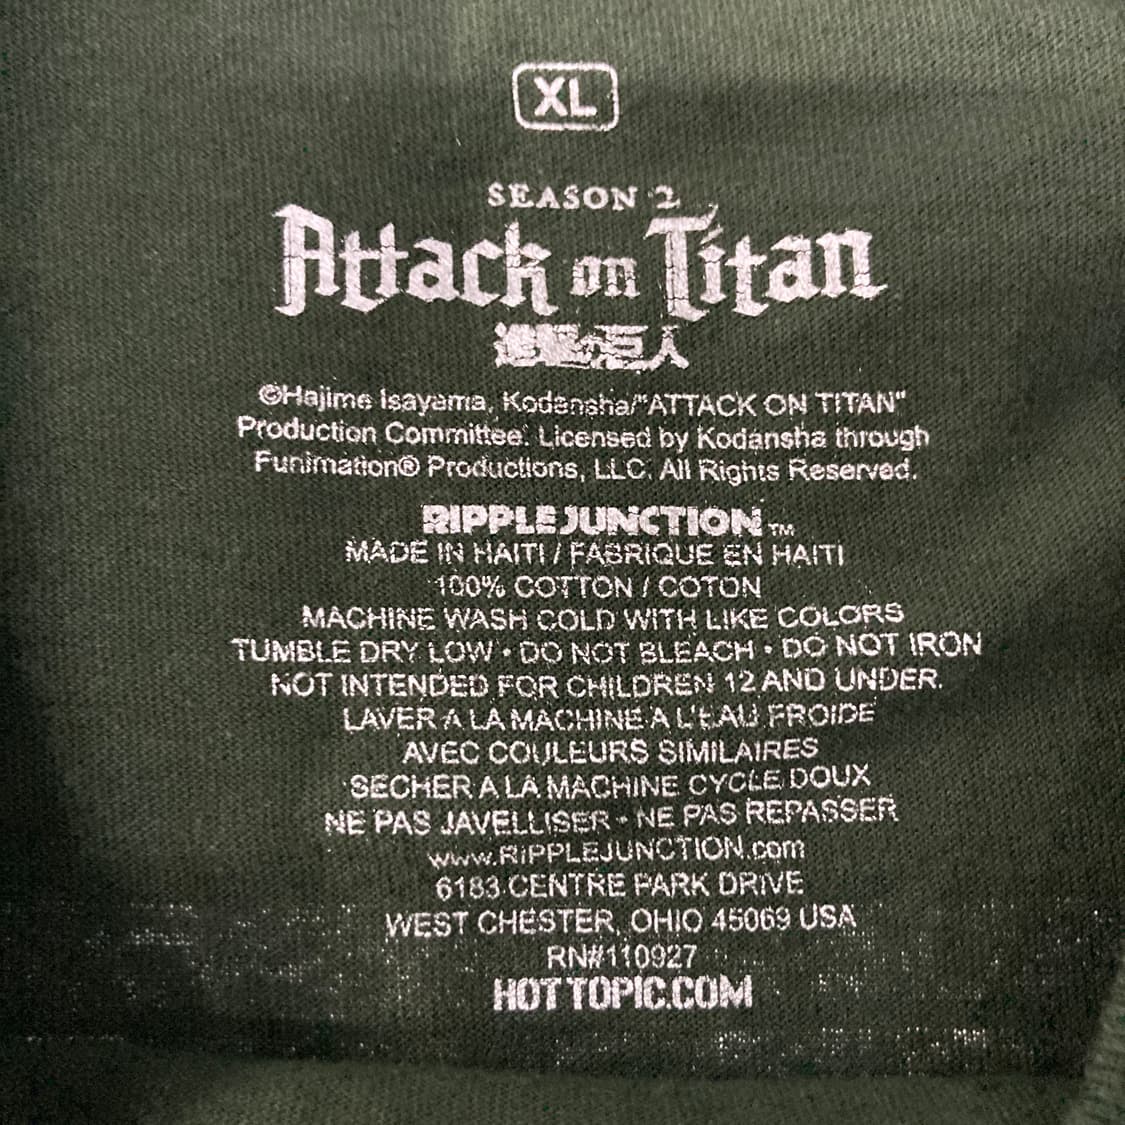 XL
SEASON 2
Attack on Titan
進撃の巨人
©Hajime Isayama, Kodansha/"ATTACK ON TITAN"
Production Committee. Licensed by Kodansha through
Funimation® Productions, LLC. All Rights Reserved.
RIPPLE JUNCTION™
MADE IN HAITI / FABRIQUE EN HAITI
100% COTTON / COTON
MACHINE WASH COLD WITH LIKE COLORS
TUMBLE DRY LOW • DO NOT BLEACH • DO NOT IRON
NOT INTENDED FOR CHILDREN 12 AND UNDER.
LAVER A LA MACHINE A L'EAU FROIDE
AVEC COULEURS SIMILAIRES
SECHER A LA MACHINE CYCLE DOUX
NE PAS JAVELLISER • NE PAS REPASSER
www.RIPPLEJUNCTION.com
6183 CENTRE PARK DRIVE
WEST CHESTER, OHIO 45069 USA
RN#110927
HOTTOPIC.COM